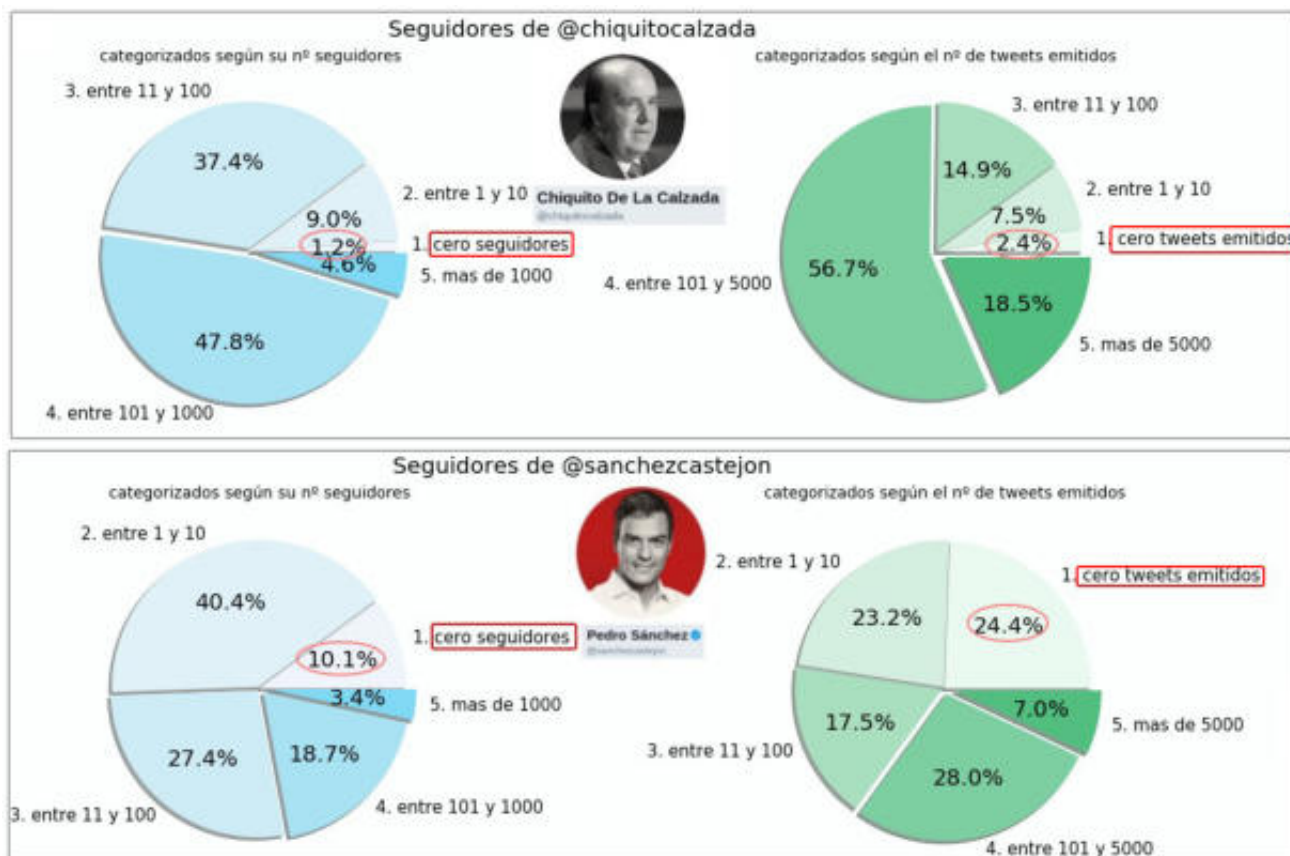 Seguidores de @chiquitocalzada
categorizados según su nº seguidores
categorizados según el nº de tweets emitidos
3. entre 11 y 100
37.4%
2. entre 1 y 10
9.0%
1.2%
1. cero seguidores
4.6%
5. mas de 1000
47.8%
4. entre 101 y 1000
Chiquito De La Calzada
@chiquitocalzada
3. entre 11 y 100
14.9%
2. entre 1 y 10
7.5%
2.4%
1. cero tweets emitidos
56.7%
4. entre 101 y 5000
18.5%
5. mas de 5000
Seguidores de @sanchezcastejon
categorizados según su nº seguidores
categorizados según el nº de tweets emitidos
2. entre 1 y 10
40.4%
1. cero seguidores
10.1%
3.4%
5. mas de 1000
27.4%
18.7%
3. entre 11 y 100
4. entre 101 y 1000
Pedro Sánchez
@sanchezcastejon
2. entre 1 y 10
1. cero tweets emitidos
23.2%
24.4%
17.5%
7.0%
5. mas de 5000
3. entre 11 y 100
28.0%
4. entre 101 y 5000